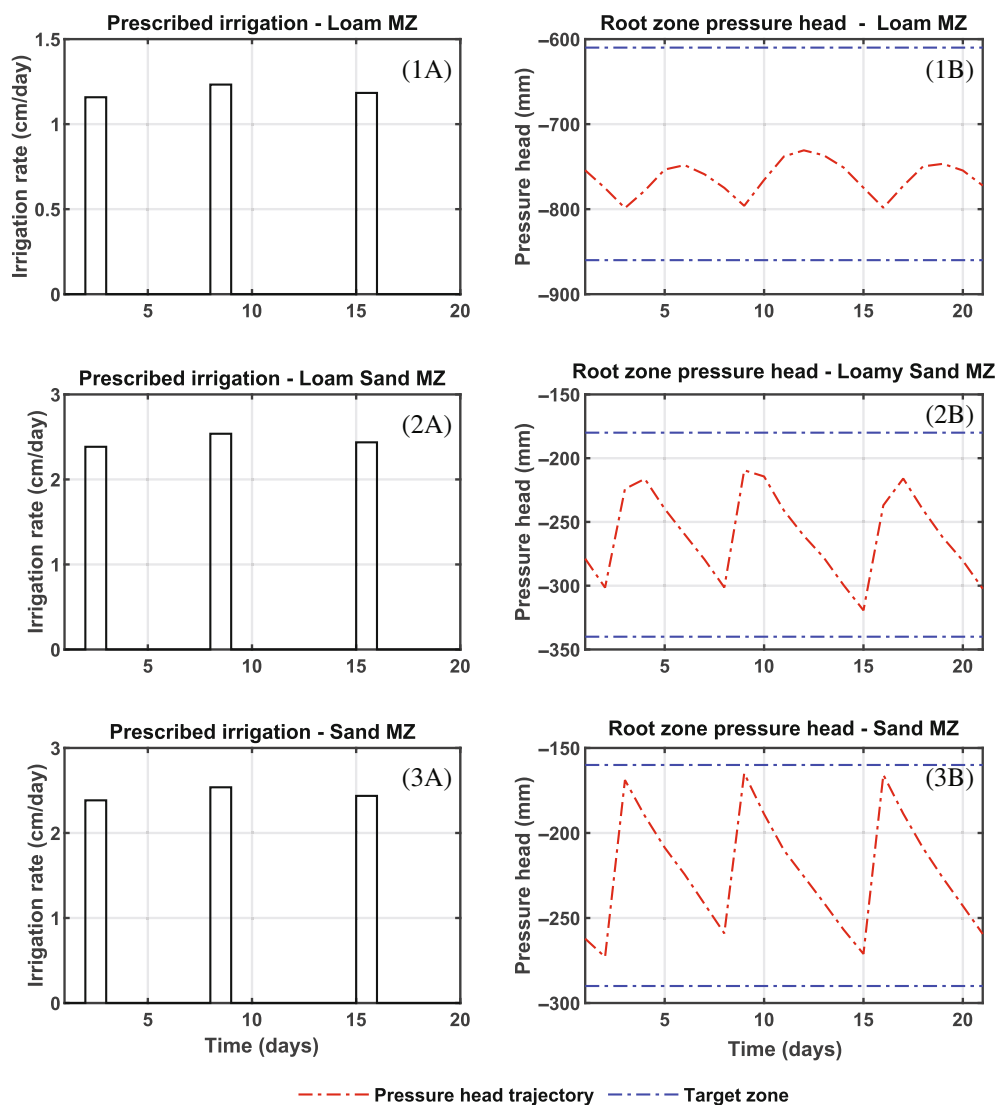 Prescribed irrigation - Loam MZ
Irrigation rate (cm/day)
(1A)
1.5
1
0.5
0
5
10
15
20
Root zone pressure head - Loam MZ
Pressure head (mm)
(1B)
−600
−700
−800
−900
5
10
15
20
Prescribed irrigation - Loam Sand MZ
Irrigation rate (cm/day)
(2A)
3
2
1
0
5
10
15
20
Root zone pressure head - Loamy Sand MZ
Pressure head (mm)
(2B)
−150
−200
−250
−300
−350
5
10
15
20
Prescribed irrigation - Sand MZ
Irrigation rate (cm/day)
(3A)
3
2
1
0
5
10
15
20
Time (days)
Root zone pressure head - Sand MZ
Pressure head (mm)
(3B)
−150
−200
−250
−300
5
10
15
20
Time (days)
Pressure head trajectory
Target zone